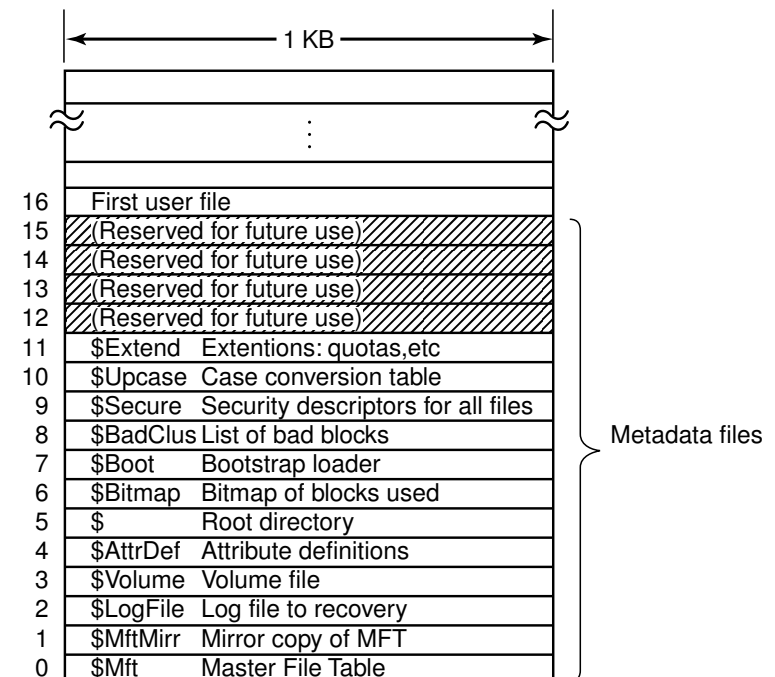 1 KB
16 First user file
15 (Reserved for future use)
14 (Reserved for future use)
13 (Reserved for future use)
12 (Reserved for future use)
11 $Extend Extentions: quotas,etc
10 $Upcase Case conversion table
9 $Secure Security descriptors for all files
8 $BadClus List of bad blocks
7 $Boot Bootstrap loader
6 $Bitmap Bitmap of blocks used
5 $ Root directory
4 $AttrDef Attribute definitions
3 $Volume Volume file
2 $LogFile Log file to recovery
1 $MftMirr Mirror copy of MFT
0 $Mft Master File Table
Metadata files